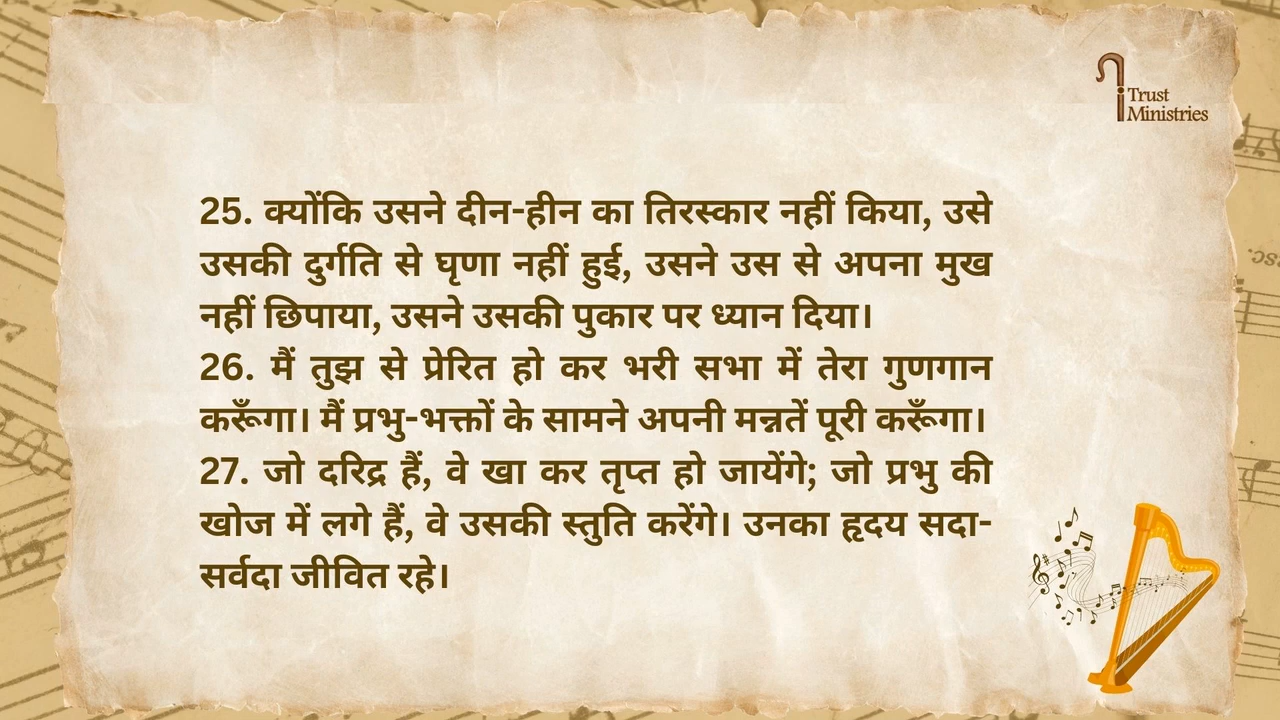 Trust
Ministries
25. क्योंकि उसने दीन-हीन का तिरस्कार नहीं किया, उसे
उसकी दुर्गति से घृणा नहीं हुई, उसने उस से अपना मुख
नहीं छिपाया, उसने उसकी पुकार पर ध्यान दिया।
26. मैं तुझ से प्रेरित हो कर भरी सभा में तेरा गुणगान
करूँगा। मैं प्रभु-भक्तों के सामने अपनी मन्नतें पूरी करूँगा।
27. जो दरिद्र हैं, वे खा कर तृप्त हो जायेंगे; जो प्रभु की
खोज में लगे हैं, वे उसकी स्तुति करेंगे। उनका हृदय सदा-
सर्वदा जीवित रहे।